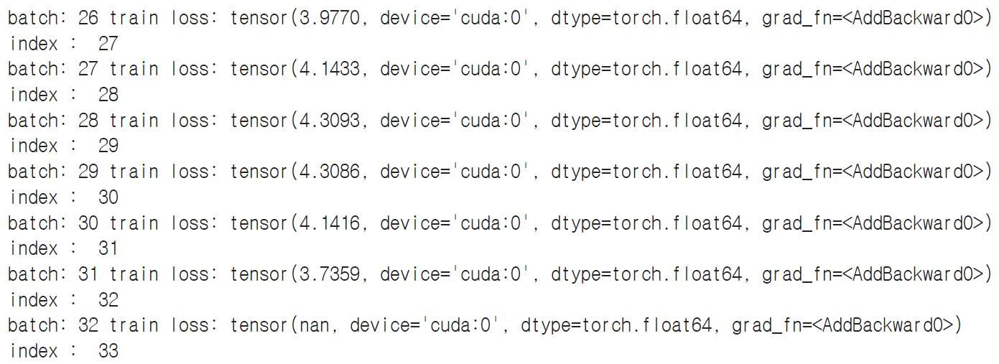 batch: 26 train loss: tensor(3.9770, device='cuda:0', dtype=torch.float64, grad_fn=<AddBackward0>)
index :  27
batch: 27 train loss: tensor(4.1433, device='cuda:0', dtype=torch.float64, grad_fn=<AddBackward0>)
index :  28
batch: 28 train loss: tensor(4.3093, device='cuda:0', dtype=torch.float64, grad_fn=<AddBackward0>)
index :  29
batch: 29 train loss: tensor(4.3086, device='cuda:0', dtype=torch.float64, grad_fn=<AddBackward0>)
index :  30
batch: 30 train loss: tensor(4.1416, device='cuda:0', dtype=torch.float64, grad_fn=<AddBackward0>)
index :  31
batch: 31 train loss: tensor(3.7359, device='cuda:0', dtype=torch.float64, grad_fn=<AddBackward0>)
index :  32
batch: 32 train loss: tensor(nan, device='cuda:0', dtype=torch.float64, grad_fn=<AddBackward0>)
index :  33